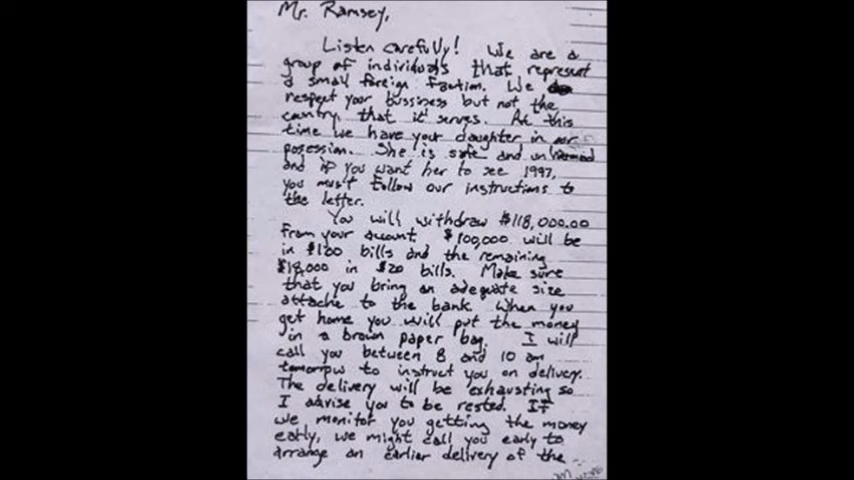 Mr. Ramsey,
Listen carefully! We are a
group of individuals that represent
a small foreign faction. We
respect your bussiness but not the
country that it serves. At this
time we have your daughter in our
posession. She is safe and unharmed
and if you want her to see 1997,
you must follow our instructions to
the letter.
You will withdraw $118,000.00
from your account. $100,000 will be
in $100 bills and the remaining
$18,000 in $20 bills. Make sure
that you bring an adequate size
attache to the bank. When you
get home you will put the money
in a brown paper bag. I will
call you between 8 and 10 am
tomorrow to instruct you on delivery.
The delivery will be exhausting so
I advise you to be rested. If
we monitor you getting the money
early, we might call you early to
arrange an earlier delivery of the